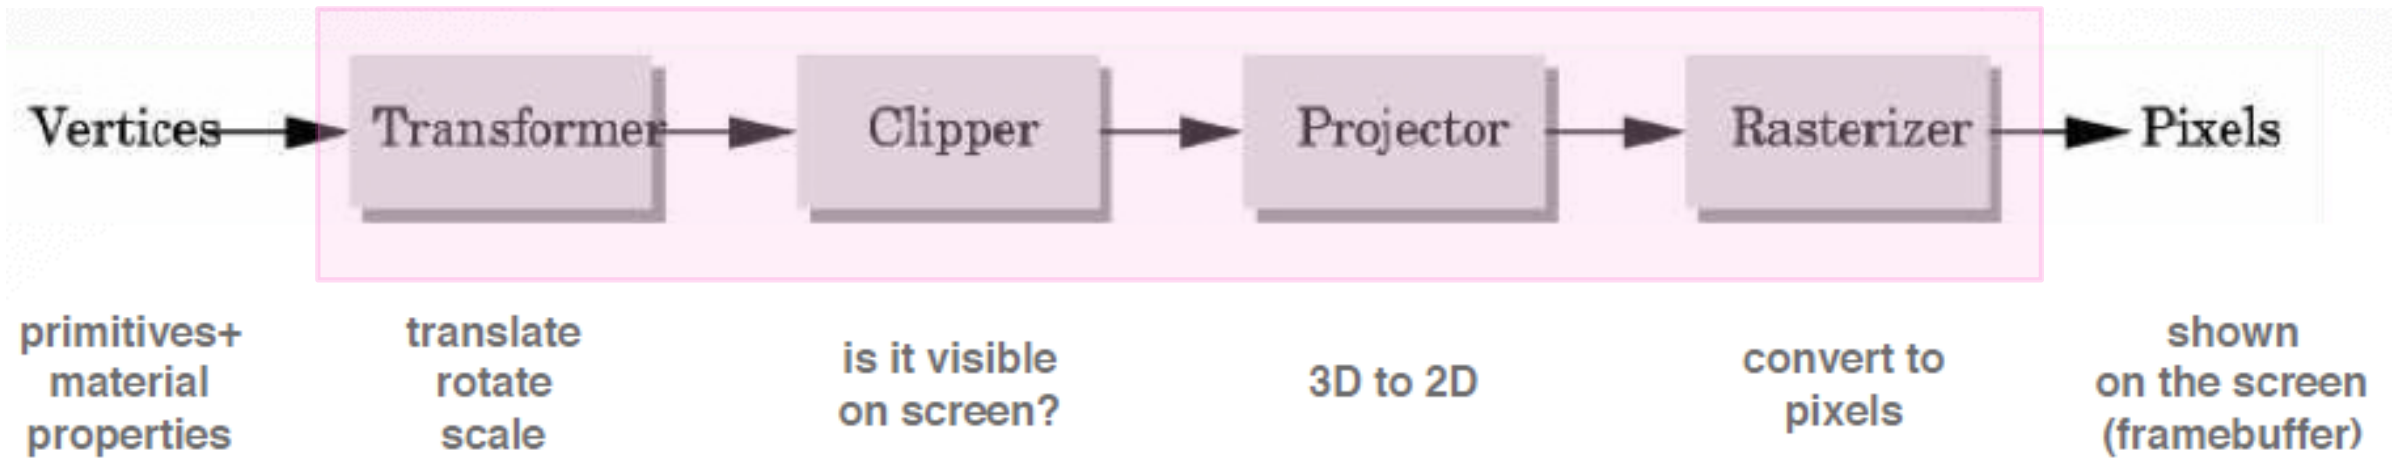 Vertices
Transformer
Clipper
Projector
Rasterizer
Pixels
primitives+
material
properties
translate
rotate
scale
is it visible
on screen?
3D to 2D
convert to
pixels
shown
on the screen
(framebuffer)